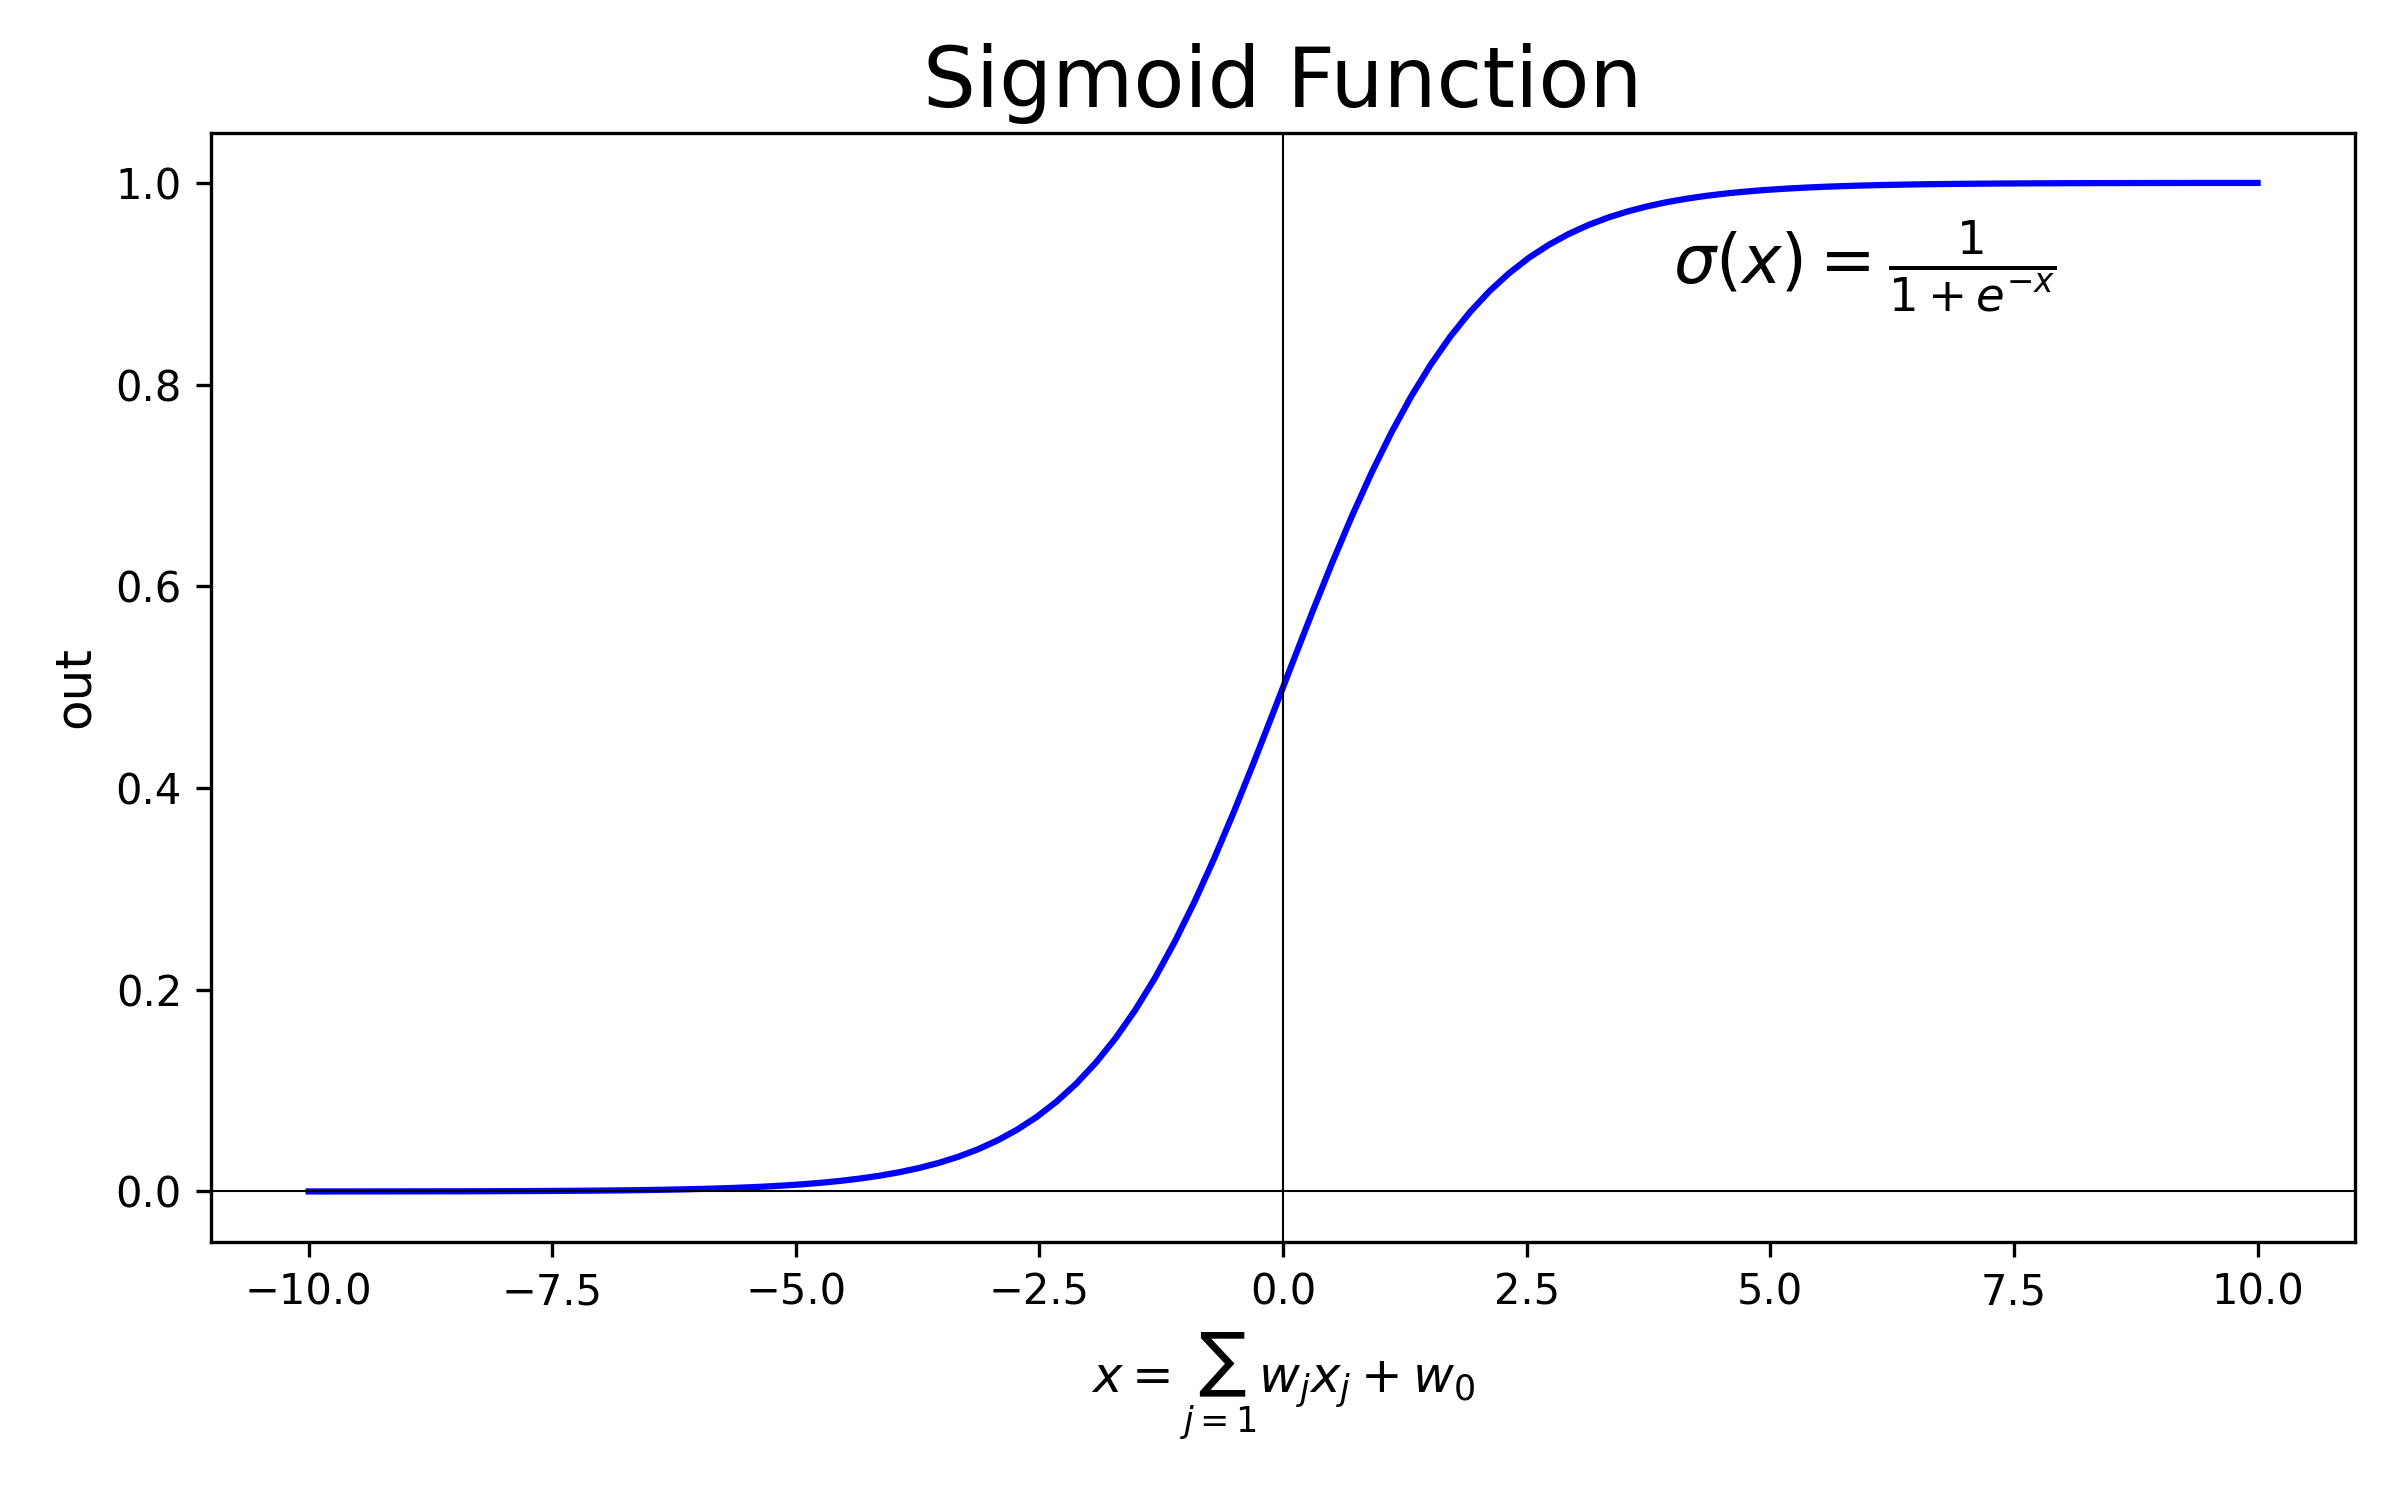 Sigmoid Function
1.0
σ(x) = 1 / (1 + e^{−x})
0.8
0.6
out
0.4
0.2
0.0
−10.0 −7.5 −5.0 −2.5 0.0 2.5 5.0 7.5 10.0
x = ∑_{j=1} w_j x_j + w_0